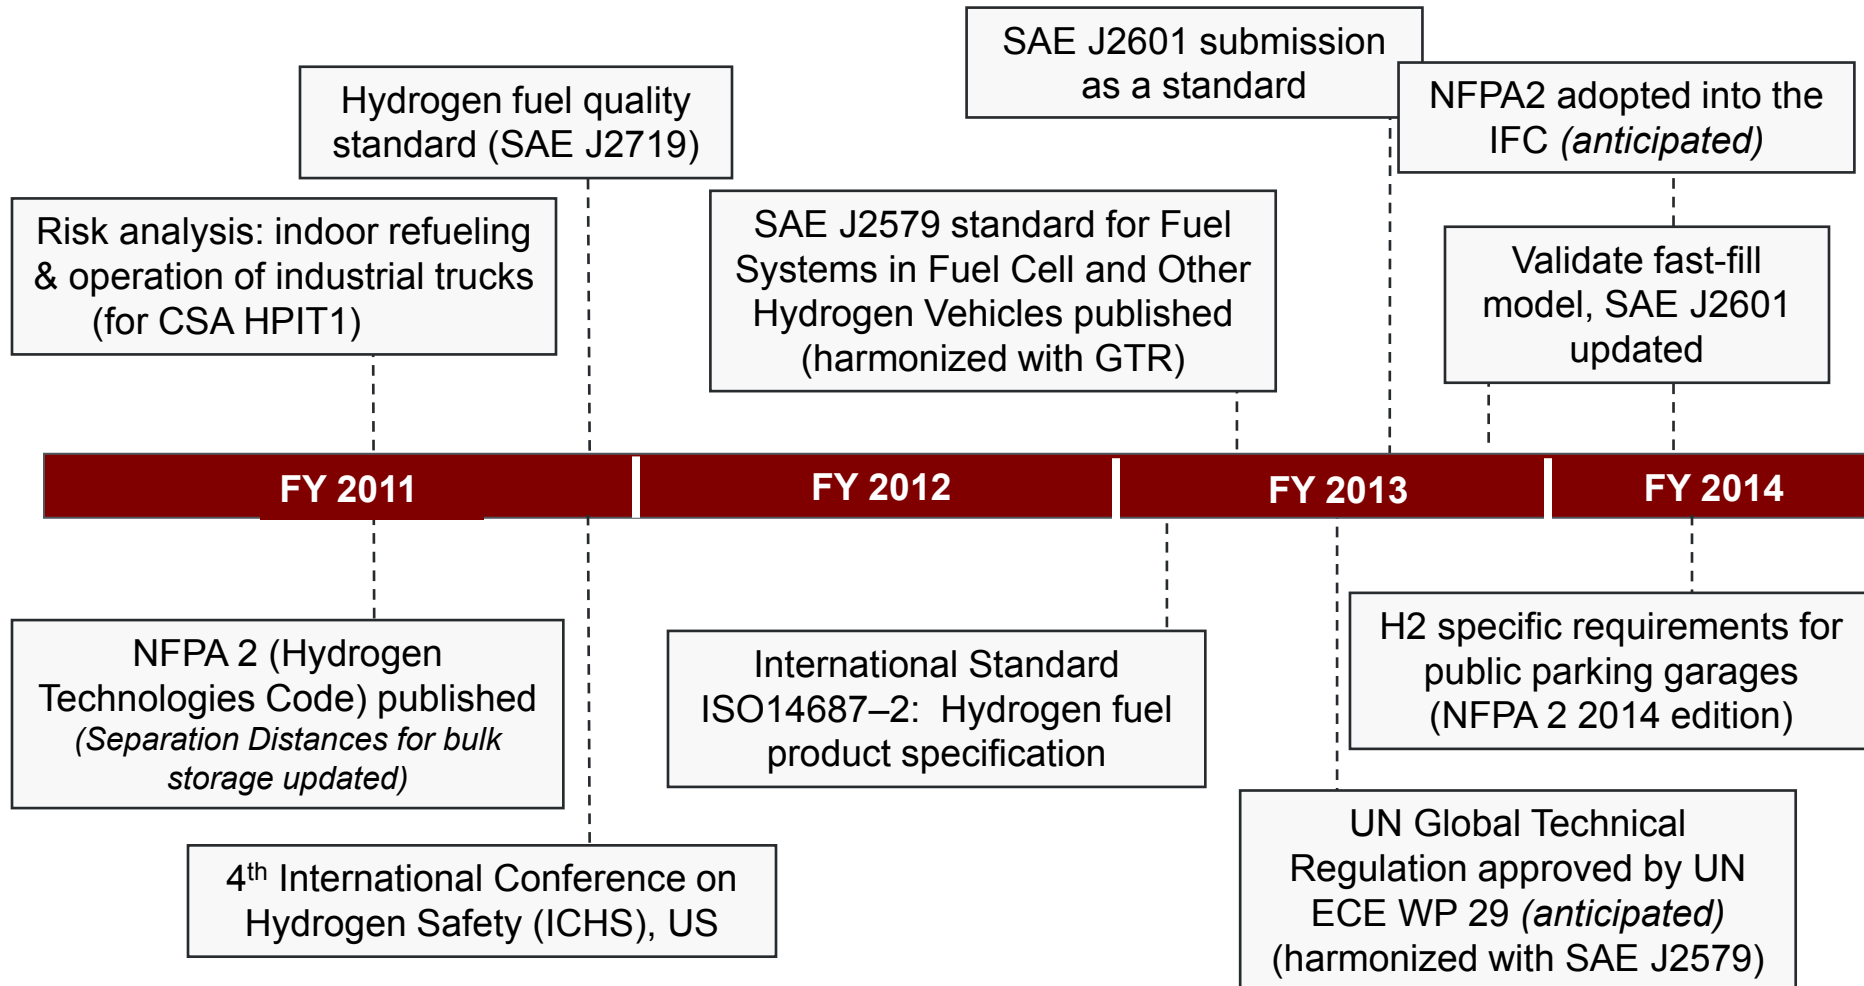 SAE J2601 submission
as a standard
Hydrogen fuel quality
standard (SAE J2719)
NFPA2 adopted into the
IFC (anticipated)
Risk analysis: indoor refueling
& operation of industrial trucks
(for CSA HPIT1)
SAE J2579 standard for Fuel
Systems in Fuel Cell and Other
Hydrogen Vehicles published
(harmonized with GTR)
Validate fast-fill
model, SAE J2601
updated
FY 2011
FY 2012
FY 2013
FY 2014
NFPA 2 (Hydrogen
Technologies Code) published
(Separation Distances for bulk
storage updated)
International Standard
ISO14687–2:  Hydrogen fuel
product specification
H2 specific requirements for
public parking garages
(NFPA 2 2014 edition)
4th International Conference on
Hydrogen Safety (ICHS), US
UN Global Technical
Regulation approved by UN
ECE WP 29 (anticipated)
(harmonized with SAE J2579)